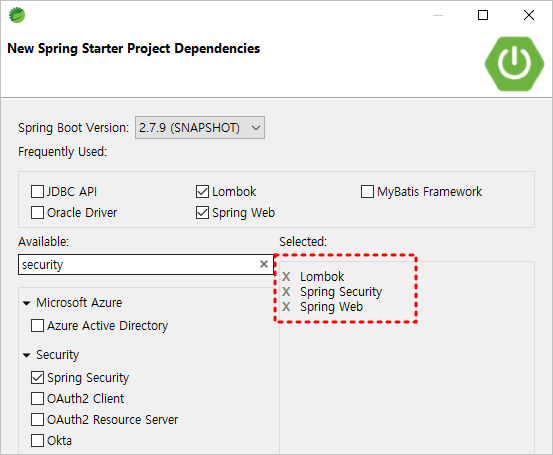 New Spring Starter Project Dependencies
Spring Boot Version: 2.7.9 (SNAPSHOT)
Frequently Used:
JDBC API Lombok MyBatis Framework
Oracle Driver Spring Web
Available: Selected:
security
X Lombok
X Spring Security
X Spring Web
Microsoft Azure
Azure Active Directory
Security
Spring Security
OAuth2 Client
OAuth2 Resource Server
Okta